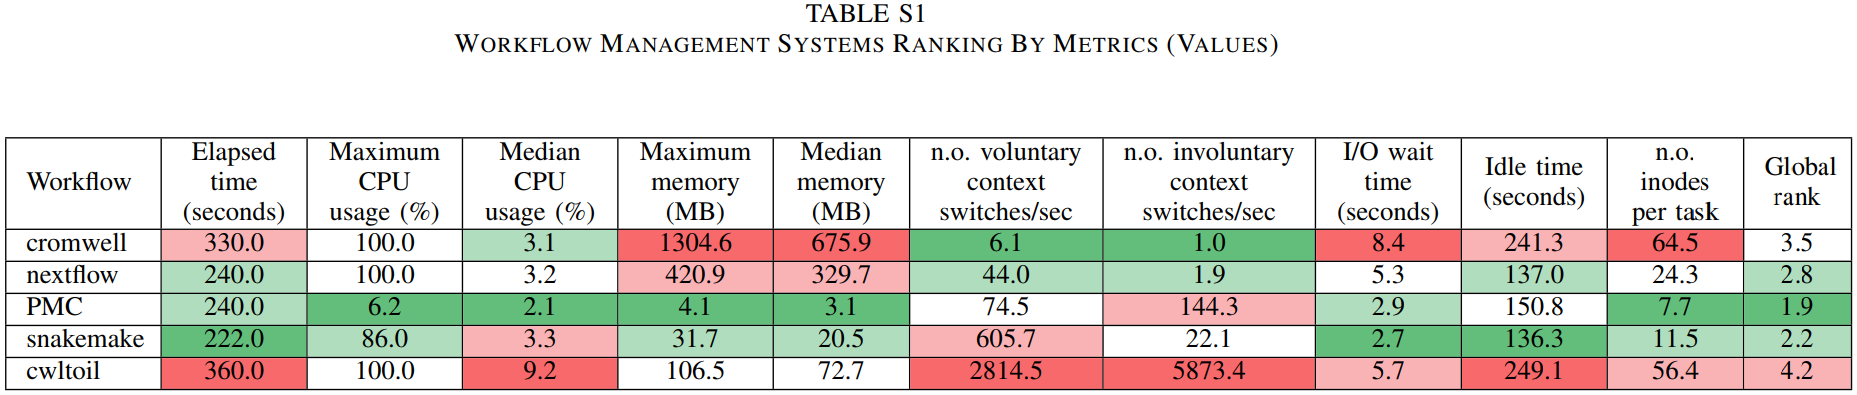 TABLE S1
WORKFLOW MANAGEMENT SYSTEMS RANKING BY METRICS (VALUES)
Workflow Elapsed time (seconds) Maximum CPU usage (%) Median CPU usage (%) Maximum memory (MB) Median memory (MB) n.o. voluntary context switches/sec n.o. involuntary context switches/sec I/O wait time (seconds) Idle time (seconds) n.o. inodes per task Global rank
cromwell 330.0 100.0 3.1 1304.6 675.9 6.1 1.0 8.4 241.3 64.5 3.5
nextflow 240.0 100.0 3.2 420.9 329.7 44.0 1.9 5.3 137.0 24.3 2.8
PMC 240.0 6.2 2.1 4.1 3.1 74.5 144.3 2.9 150.8 7.7 1.9
snakemake 222.0 86.0 3.3 31.7 20.5 605.7 22.1 2.7 136.3 11.5 2.2
cwltoil 360.0 100.0 9.2 106.5 72.7 2814.5 5873.4 5.7 249.1 56.4 4.2